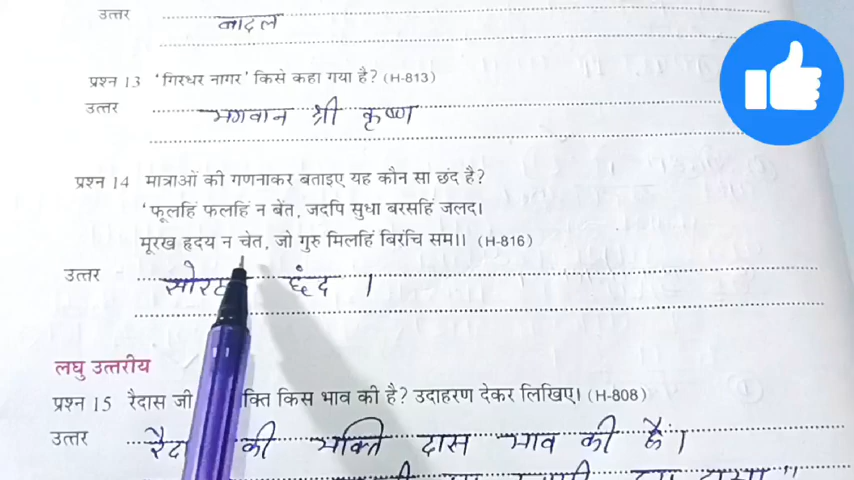 उत्तर बादल
प्रश्न 13 'गिरधर नागर' किसे कहा गया है? (H-813)
उत्तर भगवान श्री कृष्ण
प्रश्न 14 मात्राओं की गणनाकर बताइए यह कौन सा छंद है?
'फूलहिं फलहिं न बेंत, जदपि सुधा बरसहिं जलद।
मूरख हृदय न चेत, जो गुरु मिलहिं बिरंचि सम।। (H-816)
उत्तर छंद ।
लघु उत्तरीय
प्रश्न 15 रैदास जी किस भाव की है? उदाहरण देकर लिखिए। (H-808)
उत्तर की भक्ति दास भाव की है।